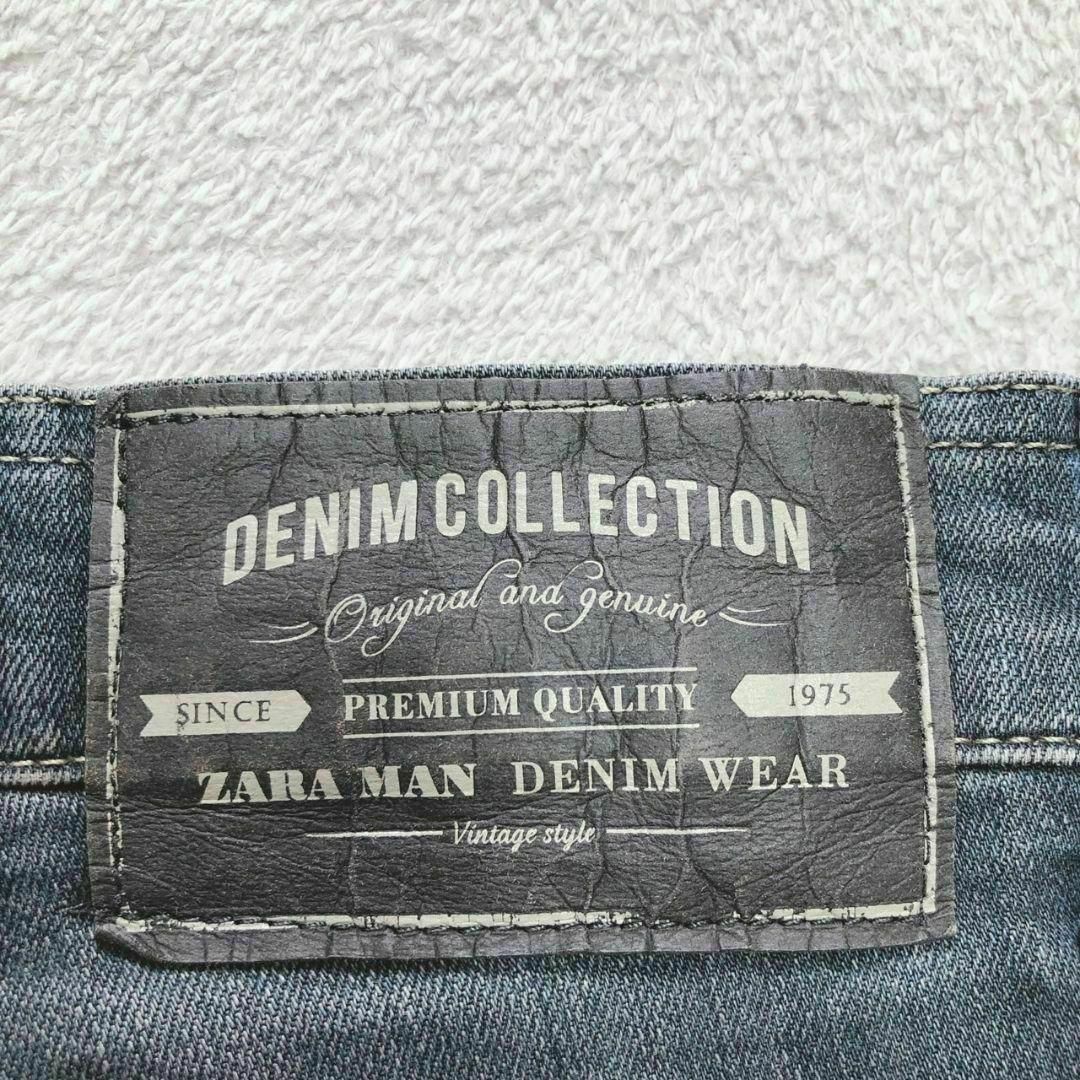 DENIM COLLECTION
Original and genuine
PREMIUM QUALITY
SINCE
1975
ZARA MAN DENIM WEAR
Vintage style